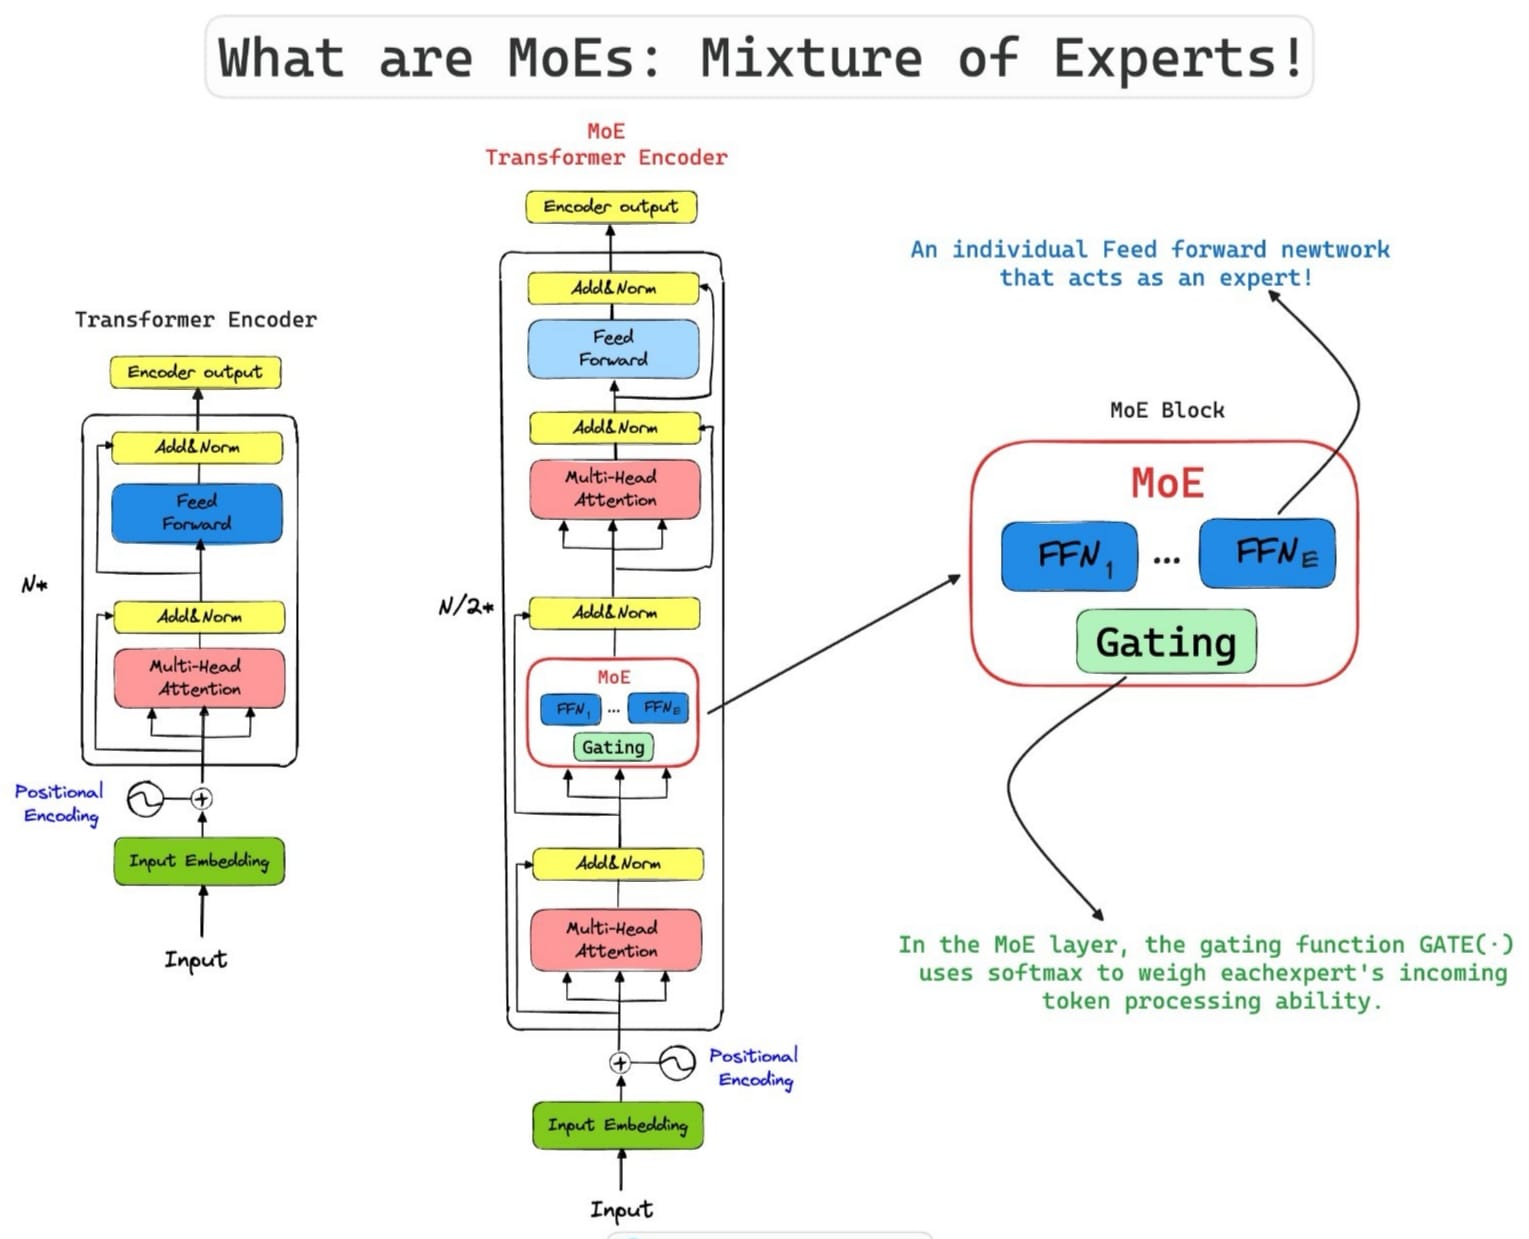 What are MoEs: Mixture of Experts!
Transformer Encoder
Encoder output
Add&Norm
Feed
Forward
N*
Add&Norm
Multi-Head
Attention
Positional
Encoding
+
Input Embedding
Input
MoE
Transformer Encoder
Encoder output
Add&Norm
Feed
Forward
Add&Norm
Multi-Head
Attention
N/2*
Add&Norm
MoE
FFN1 ... FFNE
Gating
Add&Norm
Multi-Head
Attention
+
Positional
Encoding
Input Embedding
Input
An individual Feed forward newtwork
that acts as an expert!
MoE Block
MoE
FFN1 ... FFNE
Gating
In the MoE layer, the gating function GATE(·)
uses softmax to weigh eachexpert's incoming
token processing ability.